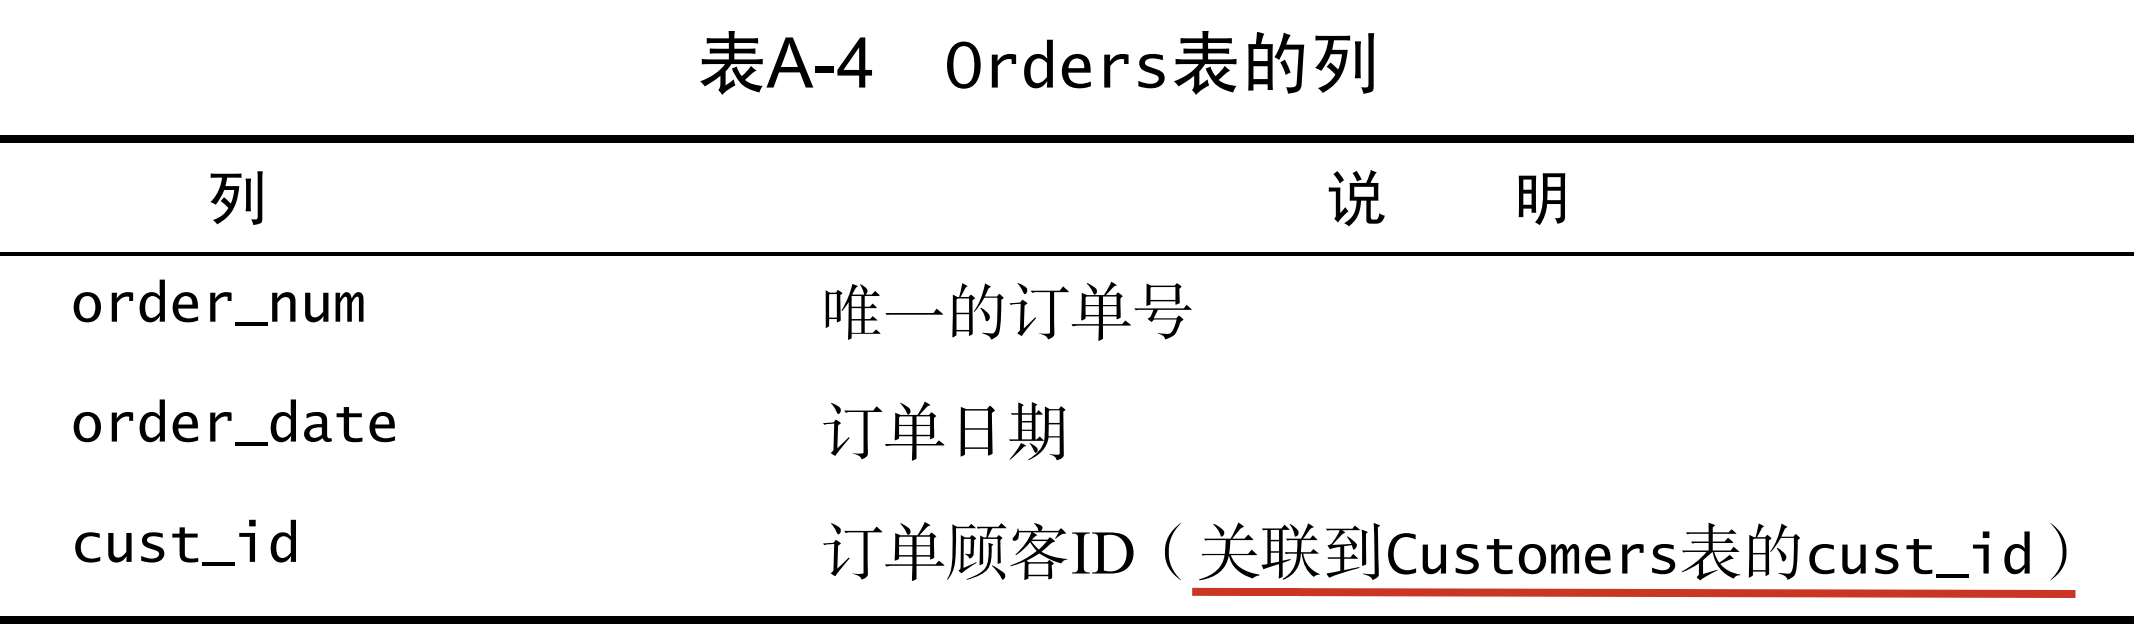 表A-4 Orders表的列
列 说 明
order_num 唯一的订单号
order_date 订单日期
cust_id 订单顾客ID（关联到Customers表的cust_id）